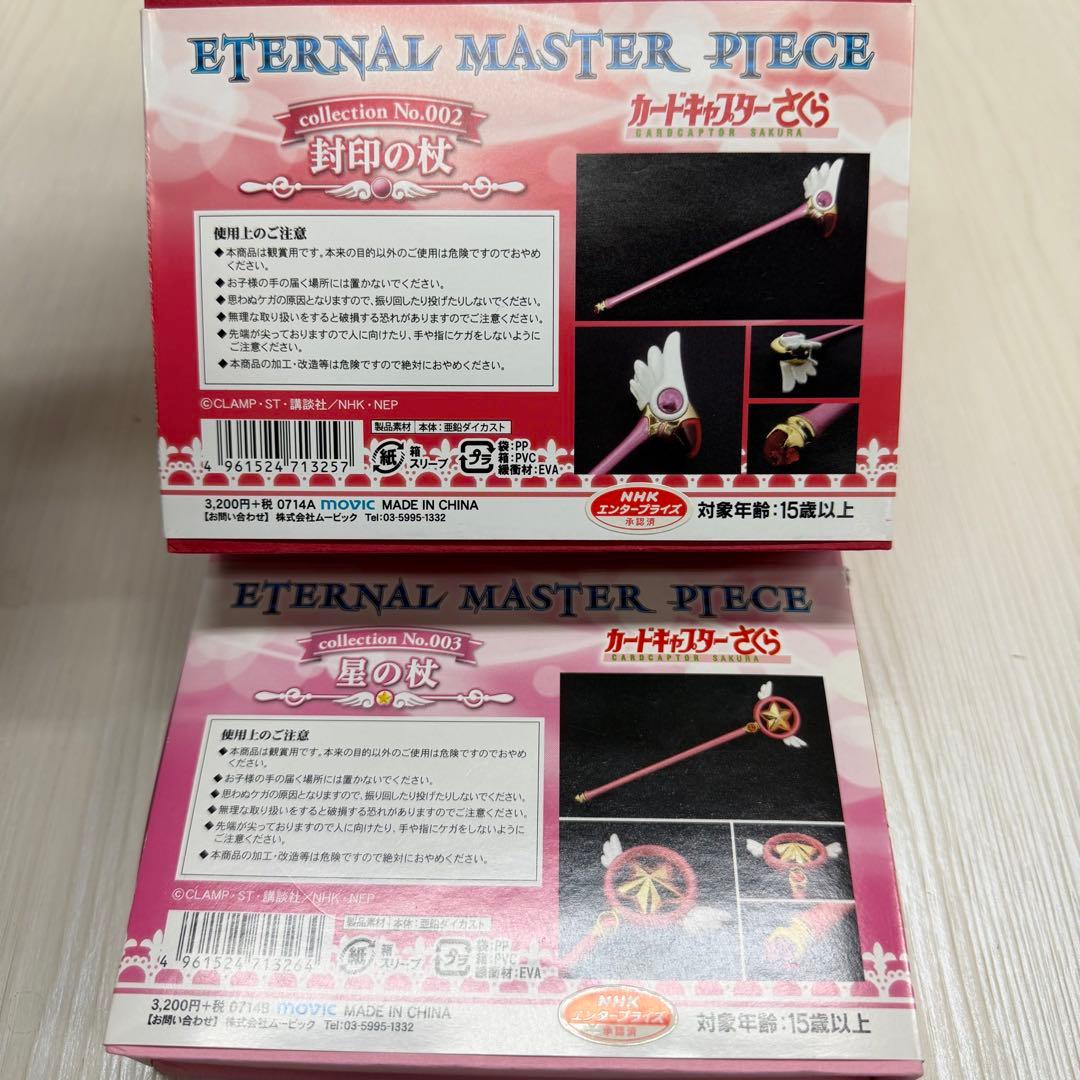 ETERNAL MASTER PIECE
collection No.002
封印の杖
カードキャプターさくら
CARDCAPTOR SAKURA
使用上のご注意
◆本商品は観賞用です。本来の目的以外のご使用は危険ですのでおやめ
ください。
◆お子様の手の届く場所には置かないでください。
◆思わぬケガの原因となりますので、振り回したり投げたりしないでください。
◆無理な取り扱いをすると破損する恐れがありますのでご注意ください。
◆先端が尖っておりますので人に向けたり、手や指にケガをしないように
ご注意ください。
◆本商品の加工・改造等は危険ですので絶対におやめください。
©CLAMP・ST・講談社／NHK・NEP
4 961524 713257
製品素材 本体：亜鉛ダイカスト
紙
箱
スリーブ
プラ
袋：PP
箱：PVC
緩衝材：EVA
3,200円+税 0714A movic MADE IN CHINA
【お問い合わせ】 株式会社ムービック Tel:03-5995-1332
NHK
エンタープライズ
承認済
対象年齢：15歳以上
ETERNAL MASTER PIECE
collection No.003
星の杖
カードキャプターさくら
CARDCAPTOR SAKURA
使用上のご注意
◆本商品は観賞用です。本来の目的以外のご使用は危険ですのでおやめ
ください。
◆お子様の手の届く場所には置かないでください。
◆思わぬケガの原因となりますので、振り回したり投げたりしないでください。
◆無理な取り扱いをすると破損する恐れがありますのでご注意ください。
◆先端が尖っておりますので人に向けたり、手や指にケガをしないように
ご注意ください。
◆本商品の加工・改造等は危険ですので絶対におやめください。
©CLAMP・ST・講談社／NHK・NEP
4 961524 713264
製品素材 本体：亜鉛ダイカスト
紙
箱
スリーブ
プラ
袋：PP
箱：PVC
緩衝材：EVA
3,200円+税 0714B movic MADE IN CHINA
【お問い合わせ】 株式会社ムービック Tel:03-5995-1332
NHK
エンタープライズ
承認済
対象年齢：15歳以上